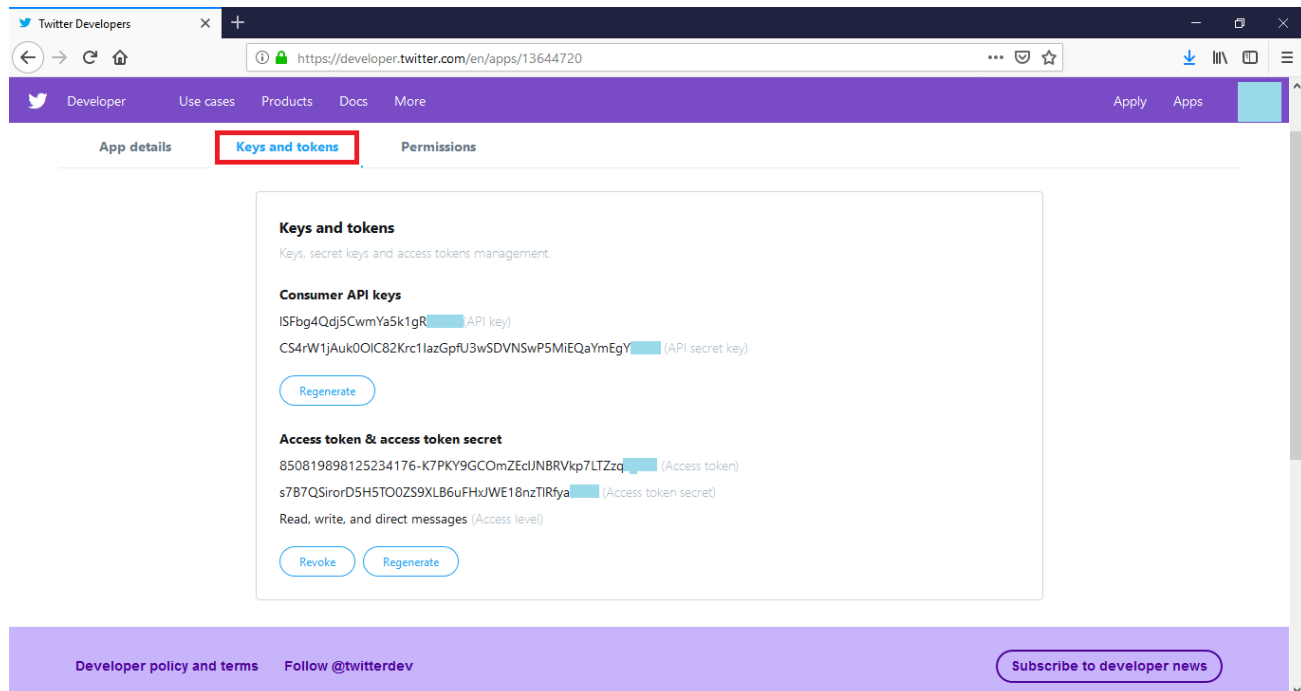 Twitter Developers
https://developer.twitter.com/en/apps/13644720
Developer Use cases Products Docs More Apply Apps
App details Keys and tokens Permissions
Keys and tokens
Keys, secret keys and access tokens management.
Consumer API keys
lSFbg4Qdj5CwmYa5k1gR (API key)
CS4rW1jAuk0OlC82Krc1IazGpfU3wSDVNSwP5MiEQaYmEgY (API secret key)
Regenerate
Access token & access token secret
850819898125234176-K7PKY9GCOmZEclJNBRVkp7LTZzq (Access token)
s7B7QSirorD5H5TO0ZS9XLB6uFHxJWE18nzTlRfya (Access token secret)
Read, write, and direct messages (Access level)
Revoke Regenerate
Developer policy and terms Follow @twitterdev Subscribe to developer news